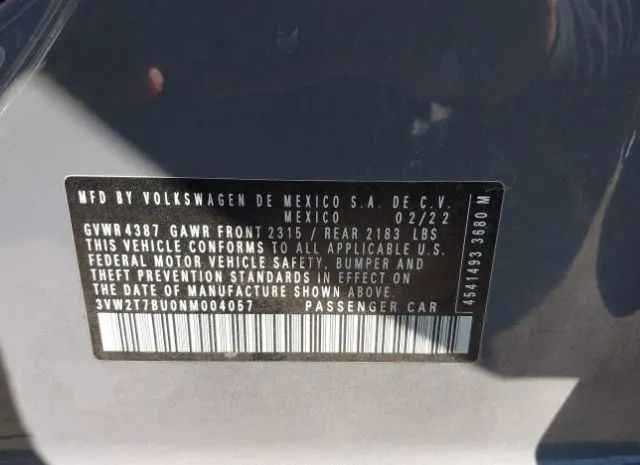 MFD BY VOLKSWAGEN DE MEXICO S.A. DE C.V.
MEXICO 02/22
GVWR4387 GAWR FRONT 2315 / REAR 2183 LBS
THIS VEHICLE CONFORMS TO ALL APPLICABLE U.S.
FEDERAL MOTOR VEHICLE SAFETY, BUMPER AND
THEFT PREVENTION STANDARDS IN EFFECT ON
THE DATE OF MANUFACTURE SHOWN ABOVE.
3VW2T7BU0NM004057 PASSENGER CAR
4541493 3680 M